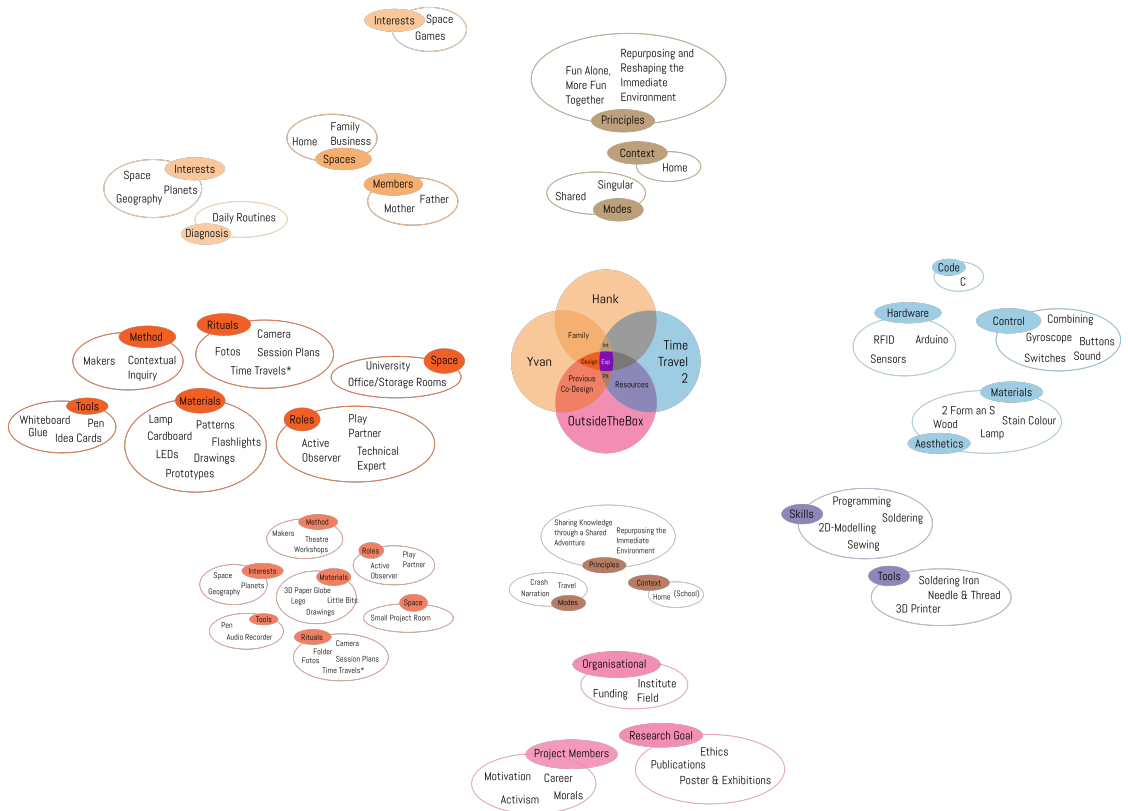 Interests
Space
Games
Repurposing and
Reshaping the
Immediate
Environment
Fun Alone,
More Fun
Together
Principles
Context
Home
Singular
Shared
Modes
Family
Business
Home
Spaces
Members
Father
Mother
Interests
Space
Planets
Geography
Daily Routines
Diagnosis
Hank
Family
Int
Yvan
Design
Exp
Time
Travel
2
Previous
Co-Design
PX
Resources
OutsideTheBox
Code
C
Hardware
RFID
Arduino
Sensors
Control
Combining
Gyroscope
Buttons
Switches
Sound
Materials
2 Form an S
Wood
Stain Colour
Lamp
Aesthetics
Method
Makers
Contextual
Inquiry
Rituals
Camera
Fotos
Session Plans
Time Travels*
Space
University
Office/Storage Rooms
Tools
Whiteboard
Pen
Glue
Idea Cards
Materials
Lamp
Patterns
Cardboard
Flashlights
LEDs
Drawings
Prototypes
Roles
Play
Partner
Active
Observer
Technical
Expert
Skills
Programming
Soldering
2D-Modelling
Sewing
Tools
Soldering Iron
Needle & Thread
3D Printer
Method
Makers
Theatre
Workshops
Roles
Play
Partner
Active
Observer
Interests
Space
Planets
Geography
Materials
3D Paper Globe
Lego
Little Bits
Drawings
Space
Small Project Room
Tools
Pen
Audio Recorder
Rituals
Camera
Folder
Fotos
Session Plans
Time Travels*
Sharing Knowledge
through a Shared
Adventure
Repurposing the
Immediate
Environment
Principles
Crash
Narration
Travel
Modes
Context
Home
(School)
Organisational
Funding
Institute
Field
Project Members
Motivation
Career
Activism
Morals
Research Goal
Ethics
Publications
Poster & Exhibitions